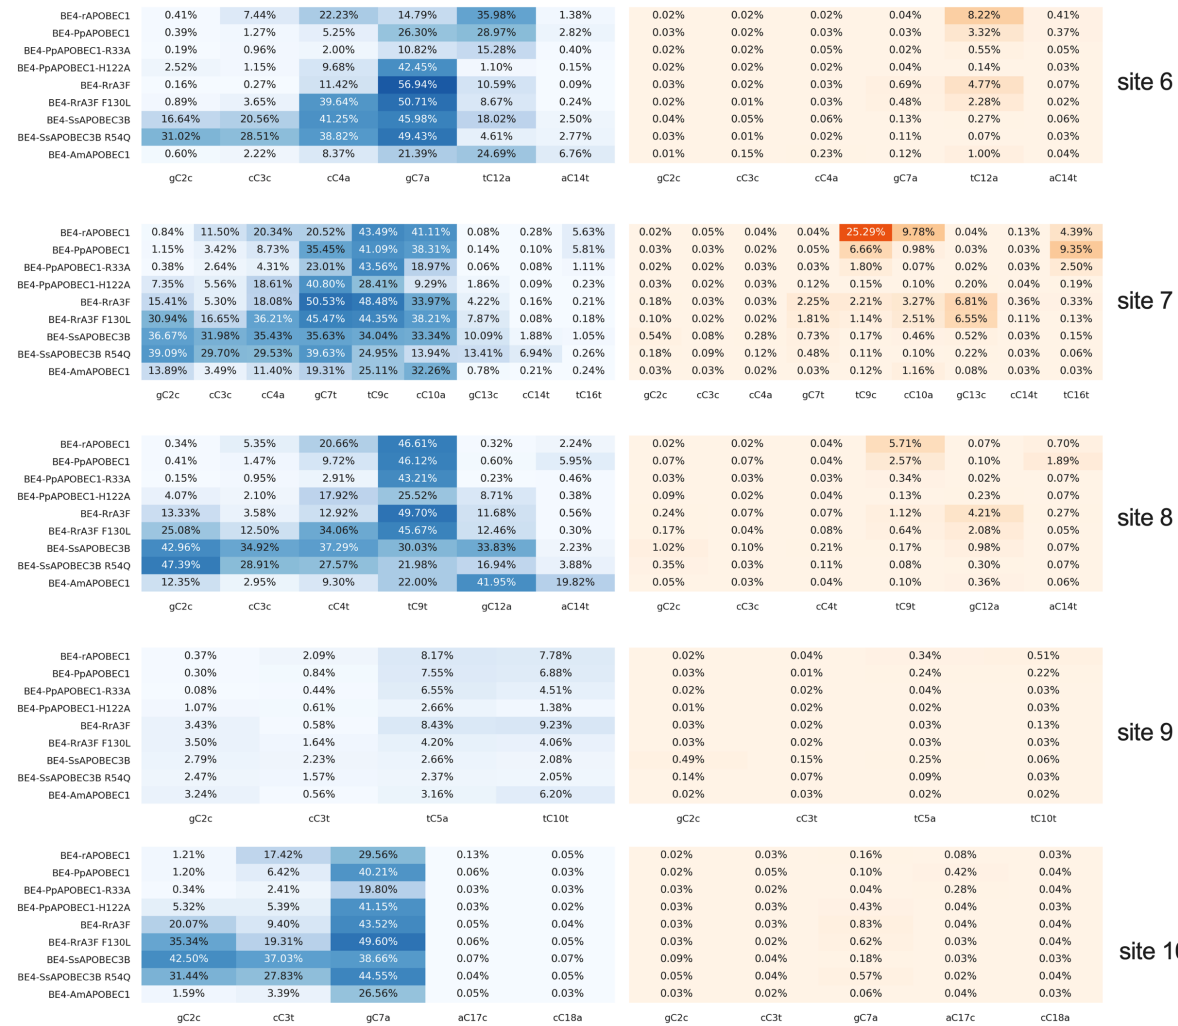 BE4-rAPOBEC1 0.41% 7.44% 22.23% 14.79% 35.98% 1.38% 0.02% 0.02% 0.02% 0.04% 8.22% 0.41%
BE4-PpAPOBEC1 0.39% 1.27% 5.25% 26.30% 28.97% 2.82% 0.03% 0.02% 0.02% 0.03% 3.32% 0.37%
BE4-PpAPOBEC1-R33A 0.19% 0.96% 2.00% 10.82% 15.28% 0.40% 0.02% 0.02% 0.05% 0.02% 0.55% 0.05%
BE4-PpAPOBEC1-H122A 2.52% 1.15% 9.68% 42.45% 1.10% 0.15% 0.02% 0.02% 0.02% 0.04% 0.14% 0.03%
BE4-RrA3F 0.16% 0.27% 11.42% 56.94% 10.59% 0.09% 0.03% 0.02% 0.03% 0.69% 4.77% 0.07%
site 6
BE4-RrA3F F130L 0.89% 3.65% 39.64% 50.71% 8.67% 0.24% 0.02% 0.01% 0.03% 0.48% 2.28% 0.02%
BE4-SsAPOBEC3B 16.64% 20.56% 41.25% 45.98% 18.02% 2.50% 0.04% 0.05% 0.06% 0.13% 0.27% 0.06%
BE4-SsAPOBEC3B R54Q 31.02% 28.51% 38.82% 49.43% 4.61% 2.77% 0.03% 0.01% 0.02% 0.11% 0.07% 0.03%
BE4-AmAPOBEC1 0.60% 2.22% 8.37% 21.39% 24.69% 6.76% 0.01% 0.15% 0.23% 0.12% 1.00% 0.04%
gC2c cC3c cC4a gC7a tC12a aC14t gC2c cC3c cC4a gC7a tC12a aC14t
BE4-rAPOBEC1 0.84% 11.50% 20.34% 20.52% 43.49% 41.11% 0.08% 0.28% 5.63% 0.02% 0.05% 0.04% 0.04% 25.29% 9.78% 0.04% 0.13% 4.39%
BE4-PpAPOBEC1 1.15% 3.42% 8.73% 35.45% 41.09% 38.31% 0.14% 0.10% 5.81% 0.03% 0.03% 0.02% 0.05% 6.66% 0.98% 0.03% 0.03% 9.35%
BE4-PpAPOBEC1-R33A 0.38% 2.64% 4.31% 23.01% 43.56% 18.97% 0.06% 0.08% 1.11% 0.02% 0.02% 0.03% 0.03% 1.80% 0.07% 0.02% 0.03% 2.50%
BE4-PpAPOBEC1-H122A 7.35% 5.56% 18.61% 40.80% 28.41% 9.29% 1.86% 0.09% 0.23% 0.03% 0.02% 0.03% 0.12% 0.15% 0.10% 0.20% 0.04% 0.19%
BE4-RrA3F 15.41% 5.30% 18.08% 50.53% 48.48% 33.97% 4.22% 0.16% 0.21% 0.18% 0.03% 0.03% 2.25% 2.21% 3.27% 6.81% 0.36% 0.33%
site 7
BE4-RrA3F F130L 30.94% 16.65% 36.21% 45.47% 44.35% 38.21% 7.87% 0.08% 0.18% 0.10% 0.02% 0.02% 1.81% 1.14% 2.51% 6.55% 0.11% 0.13%
BE4-SsAPOBEC3B 36.67% 31.98% 35.43% 35.63% 34.04% 33.34% 10.09% 1.88% 1.05% 0.54% 0.08% 0.28% 0.73% 0.17% 0.46% 0.52% 0.03% 0.15%
BE4-SsAPOBEC3B R54Q 39.09% 29.70% 29.53% 39.63% 24.95% 13.94% 13.41% 6.94% 0.26% 0.18% 0.09% 0.12% 0.48% 0.11% 0.10% 0.22% 0.03% 0.06%
BE4-AmAPOBEC1 13.89% 3.49% 11.40% 19.31% 25.11% 32.26% 0.78% 0.21% 0.24% 0.03% 0.03% 0.02% 0.03% 0.12% 1.16% 0.08% 0.03% 0.03%
gC2c cC3c cC4a gC7t tC9c cC10a gC13c cC14t tC16t gC2c cC3c cC4a gC7t tC9c cC10a gC13c cC14t tC16t
BE4-rAPOBEC1 0.34% 5.35% 20.66% 46.61% 0.32% 2.24% 0.02% 0.02% 0.04% 5.71% 0.07% 0.70%
BE4-PpAPOBEC1 0.41% 1.47% 9.72% 46.12% 0.60% 5.95% 0.07% 0.07% 0.04% 2.57% 0.10% 1.89%
BE4-PpAPOBEC1-R33A 0.15% 0.95% 2.91% 43.21% 0.23% 0.46% 0.03% 0.03% 0.02% 0.34% 0.02% 0.07%
BE4-PpAPOBEC1-H122A 4.07% 2.10% 17.92% 25.52% 8.71% 0.38% 0.09% 0.02% 0.04% 0.13% 0.23% 0.07%
BE4-RrA3F 13.33% 3.58% 12.92% 49.70% 11.68% 0.56% 0.24% 0.07% 0.07% 1.12% 4.21% 0.27%
site 8
BE4-RrA3F F130L 25.08% 12.50% 34.06% 45.67% 12.46% 0.30% 0.17% 0.04% 0.08% 0.64% 2.08% 0.05%
BE4-SsAPOBEC3B 42.96% 34.92% 37.29% 30.03% 33.83% 2.23% 1.02% 0.10% 0.21% 0.17% 0.98% 0.07%
BE4-SsAPOBEC3B R54Q 47.39% 28.91% 27.57% 21.98% 16.94% 3.88% 0.35% 0.03% 0.11% 0.08% 0.30% 0.07%
BE4-AmAPOBEC1 12.35% 2.95% 9.30% 22.00% 41.95% 19.82% 0.05% 0.03% 0.04% 0.10% 0.36% 0.06%
gC2c cC3c cC4t tC9t gC12a aC14t gC2c cC3c cC4t tC9t gC12a aC14t
BE4-rAPOBEC1 0.37% 2.09% 8.17% 7.78% 0.02% 0.04% 0.34% 0.51%
BE4-PpAPOBEC1 0.30% 0.84% 7.55% 6.88% 0.03% 0.01% 0.24% 0.22%
BE4-PpAPOBEC1-R33A 0.08% 0.44% 6.55% 4.51% 0.02% 0.02% 0.04% 0.03%
BE4-PpAPOBEC1-H122A 1.07% 0.61% 2.66% 1.38% 0.01% 0.02% 0.02% 0.03%
BE4-RrA3F 3.43% 0.58% 8.43% 9.23% 0.03% 0.02% 0.03% 0.13%
site 9
BE4-RrA3F F130L 3.50% 1.64% 4.20% 4.06% 0.03% 0.02% 0.03% 0.03%
BE4-SsAPOBEC3B 2.79% 2.23% 2.66% 2.08% 0.49% 0.15% 0.25% 0.06%
BE4-SsAPOBEC3B R54Q 2.47% 1.57% 2.37% 2.05% 0.14% 0.07% 0.09% 0.03%
BE4-AmAPOBEC1 3.24% 0.56% 3.16% 6.20% 0.02% 0.03% 0.02% 0.02%
gC2c cC3t tC5a tC10t gC2c cC3t tC5a tC10t
BE4-rAPOBEC1 1.21% 17.42% 29.56% 0.13% 0.05% 0.02% 0.03% 0.16% 0.08% 0.03%
BE4-PpAPOBEC1 1.20% 6.42% 40.21% 0.06% 0.03% 0.02% 0.05% 0.10% 0.42% 0.04%
BE4-PpAPOBEC1-R33A 0.34% 2.41% 19.80% 0.03% 0.03% 0.03% 0.02% 0.04% 0.28% 0.04%
BE4-PpAPOBEC1-H122A 5.32% 5.39% 41.15% 0.03% 0.02% 0.03% 0.03% 0.43% 0.04% 0.03%
BE4-RrA3F 20.07% 9.40% 43.52% 0.05% 0.04% 0.03% 0.03% 0.83% 0.04% 0.04%
BE4-RrA3F F130L 35.34% 19.31% 49.60% 0.06% 0.05% 0.03% 0.02% 0.62% 0.03% 0.04%
site 1
BE4-SsAPOBEC3B 42.50% 37.03% 38.66% 0.07% 0.07% 0.09% 0.04% 0.18% 0.03% 0.04%
BE4-SsAPOBEC3B R54Q 31.44% 27.83% 44.55% 0.04% 0.05% 0.05% 0.04% 0.57% 0.02% 0.04%
BE4-AmAPOBEC1 1.59% 3.39% 26.56% 0.05% 0.03% 0.03% 0.02% 0.06% 0.04% 0.03%
gC2c cC3t gC7a aC17c cC18a gC2c cC3t gC7a aC17c cC18a